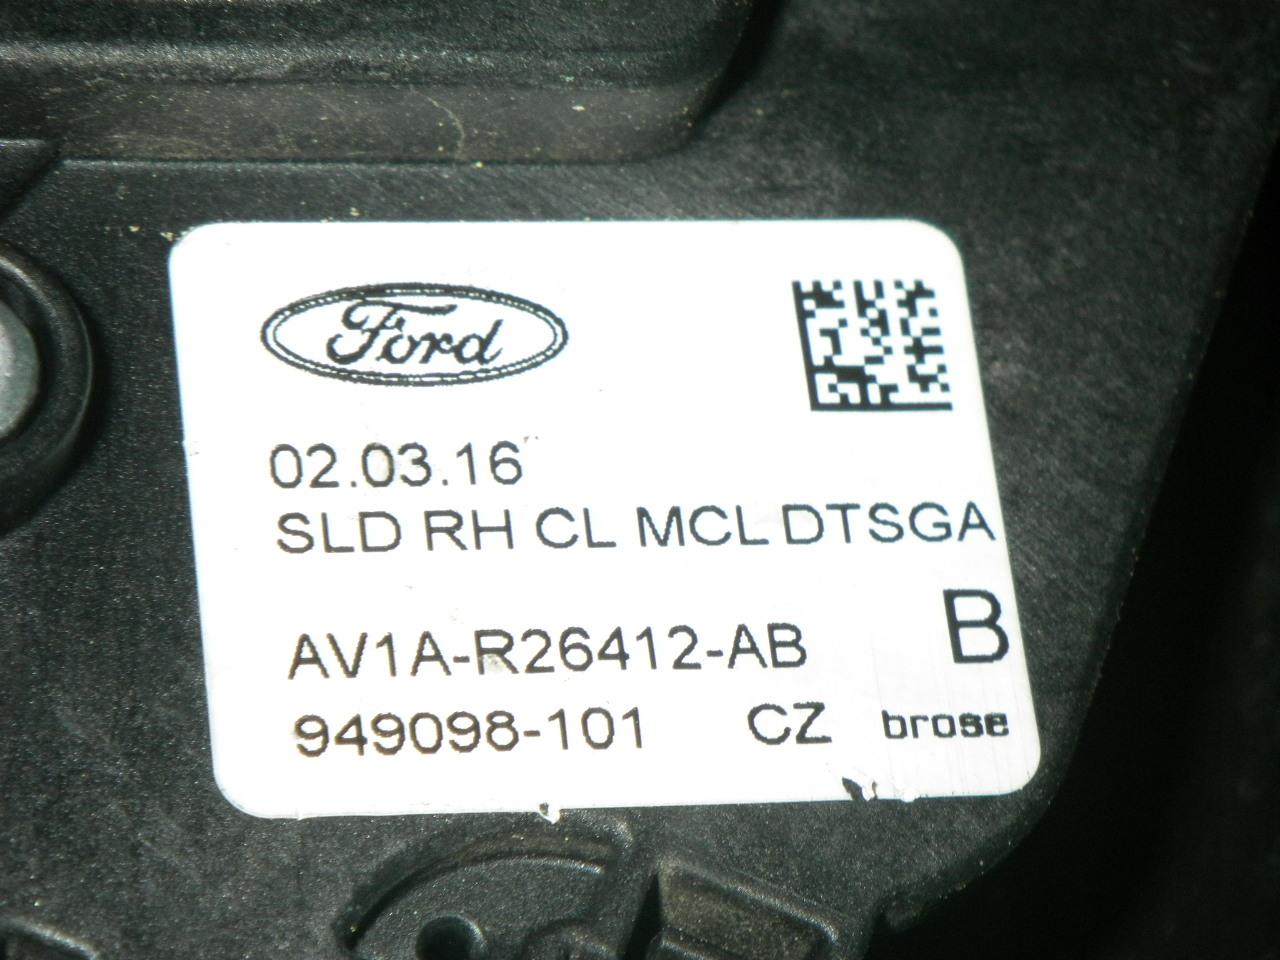 Ford
02.03.16
SLD RH CL MCL DTSGA
B
AV1A-R26412-AB
949098-101 CZ brose